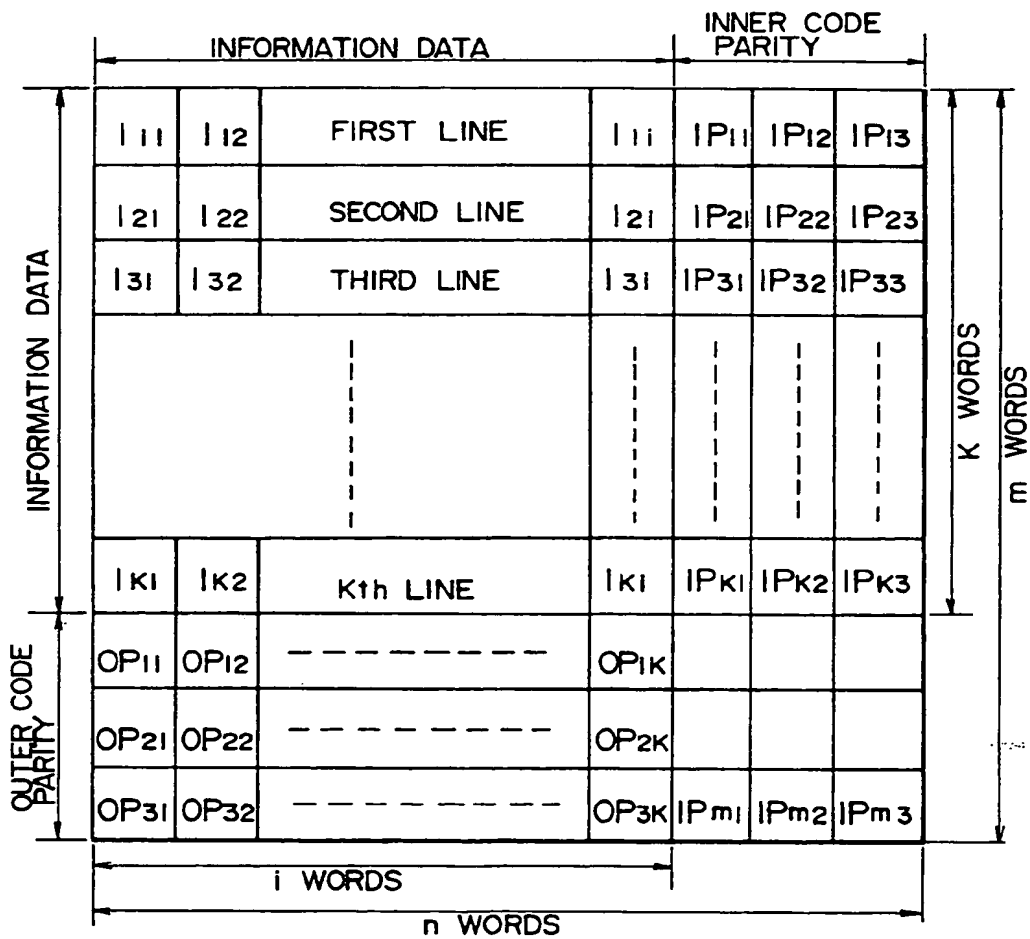 INFORMATION DATA
INNER CODE
PARITY
I11 I12 FIRST LINE I1i IP11 IP12 IP13
I21 I22 SECOND LINE I2i IP21 IP22 IP23
I31 I32 THIRD LINE I3i IP31 IP32 IP33
INFORMATION DATA
K WORDS
m WORDS
IK1 IK2 Kth LINE IKi IPK1 IPK2 IPK3
OUTER CODE
PARITY
OP11 OP12 OP1K
OP21 OP22 OP2K
OP31 OP32 OP3K IPm1 IPm2 IPm3
i WORDS
n WORDS